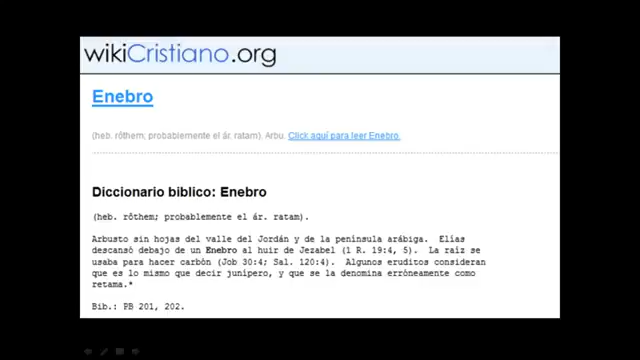 wikiCristiano.org
Enebro
(heb. rôthem; probablemente el ár. ratam). Arbu. Click aquí para leer Enebro.
Diccionario biblico: Enebro
(heb. rôthem; probablemente el ár. ratam).
Arbusto sin hojas del valle del Jordán y de la península arábiga. Elías
descansó debajo de un Enebro al huir de Jezabel (1 R. 19:4, 5). La raíz se
usaba para hacer carbón (Job 30:4; Sal. 120:4). Algunos eruditos consideran
que es lo mismo que decir junípero, y que se la denomina erróneamente como
retama.*
Bib.: PB 201, 202.